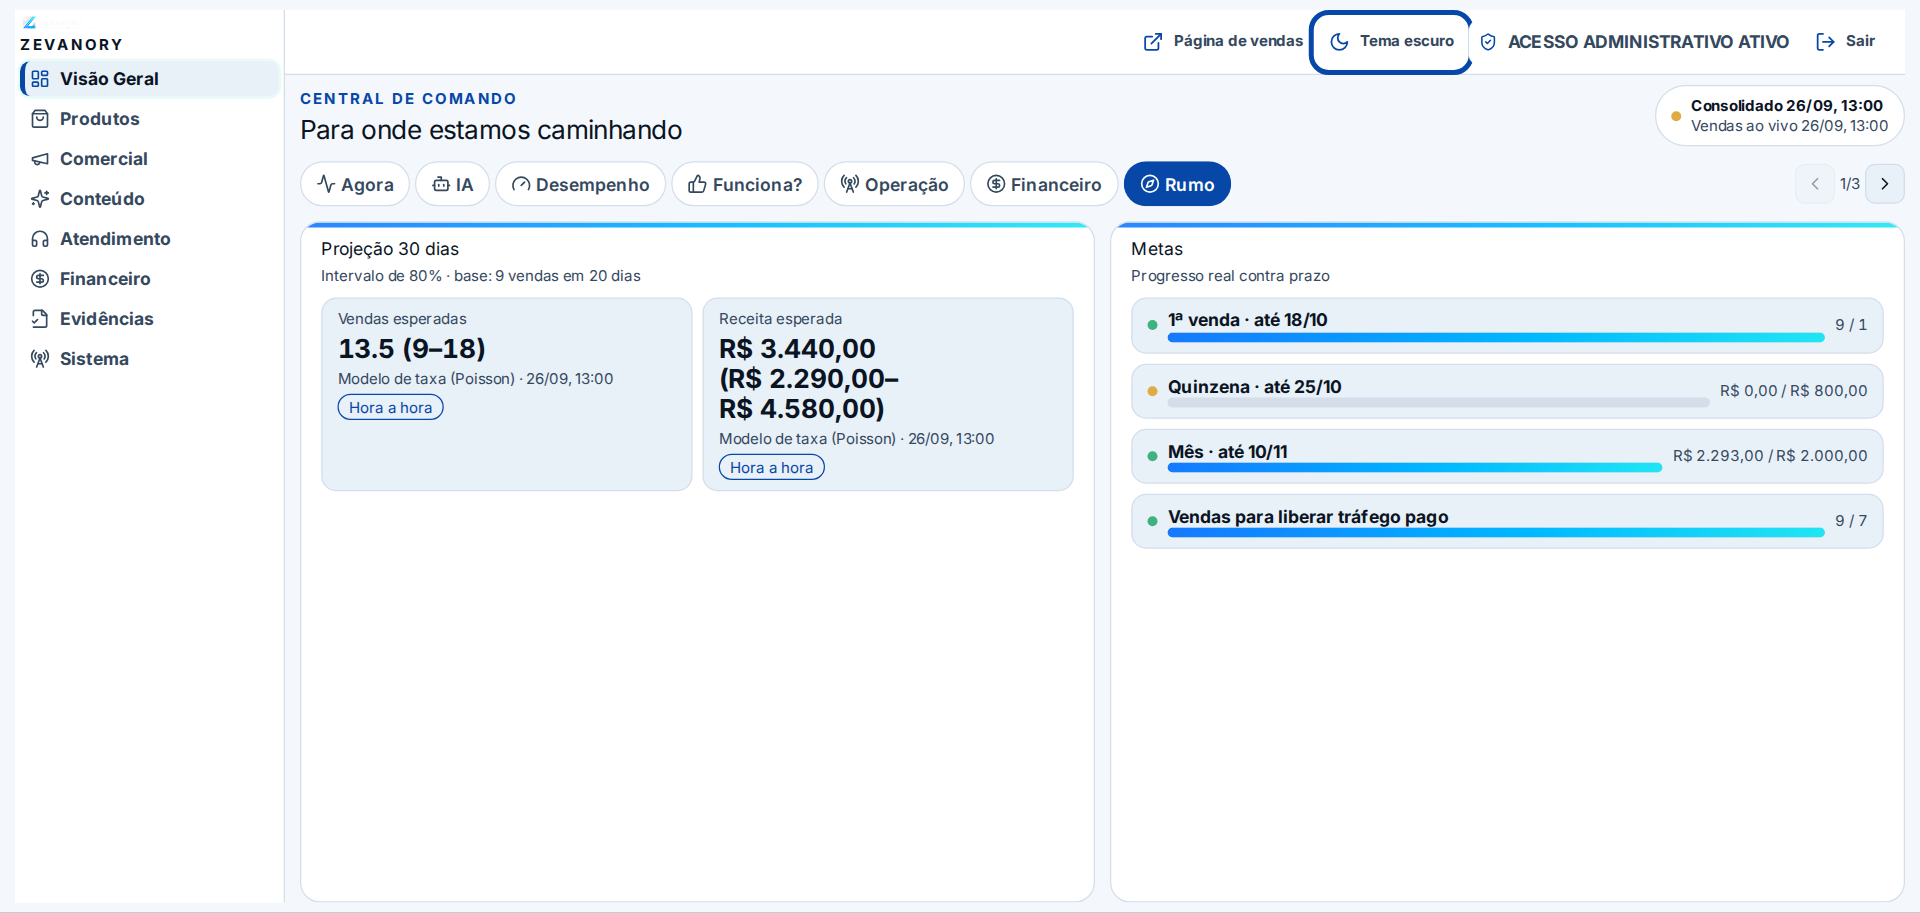 ZEVANORY
Visão Geral
Produtos
Comercial
Conteúdo
Atendimento
Financeiro
Evidências
Sistema
Página de vendas
Tema escuro
ACESSO ADMINISTRATIVO ATIVO
Sair
CENTRAL DE COMANDO
Para onde estamos caminhando
Consolidado 26/09, 13:00
Vendas ao vivo 26/09, 13:00
Agora
IA
Desempenho
Funciona?
Operação
Financeiro
Rumo
1/3
Projeção 30 dias
Intervalo de 80% · base: 9 vendas em 20 dias
Vendas esperadas
13.5 (9–18)
Modelo de taxa (Poisson) · 26/09, 13:00
Hora a hora
Receita esperada
R$ 3.440,00
(R$ 2.290,00–
R$ 4.580,00)
Modelo de taxa (Poisson) · 26/09, 13:00
Hora a hora
Metas
Progresso real contra prazo
1ª venda · até 18/10
9 / 1
Quinzena · até 25/10
R$ 0,00 / R$ 800,00
Mês · até 10/11
R$ 2.293,00 / R$ 2.000,00
Vendas para liberar tráfego pago
9 / 7